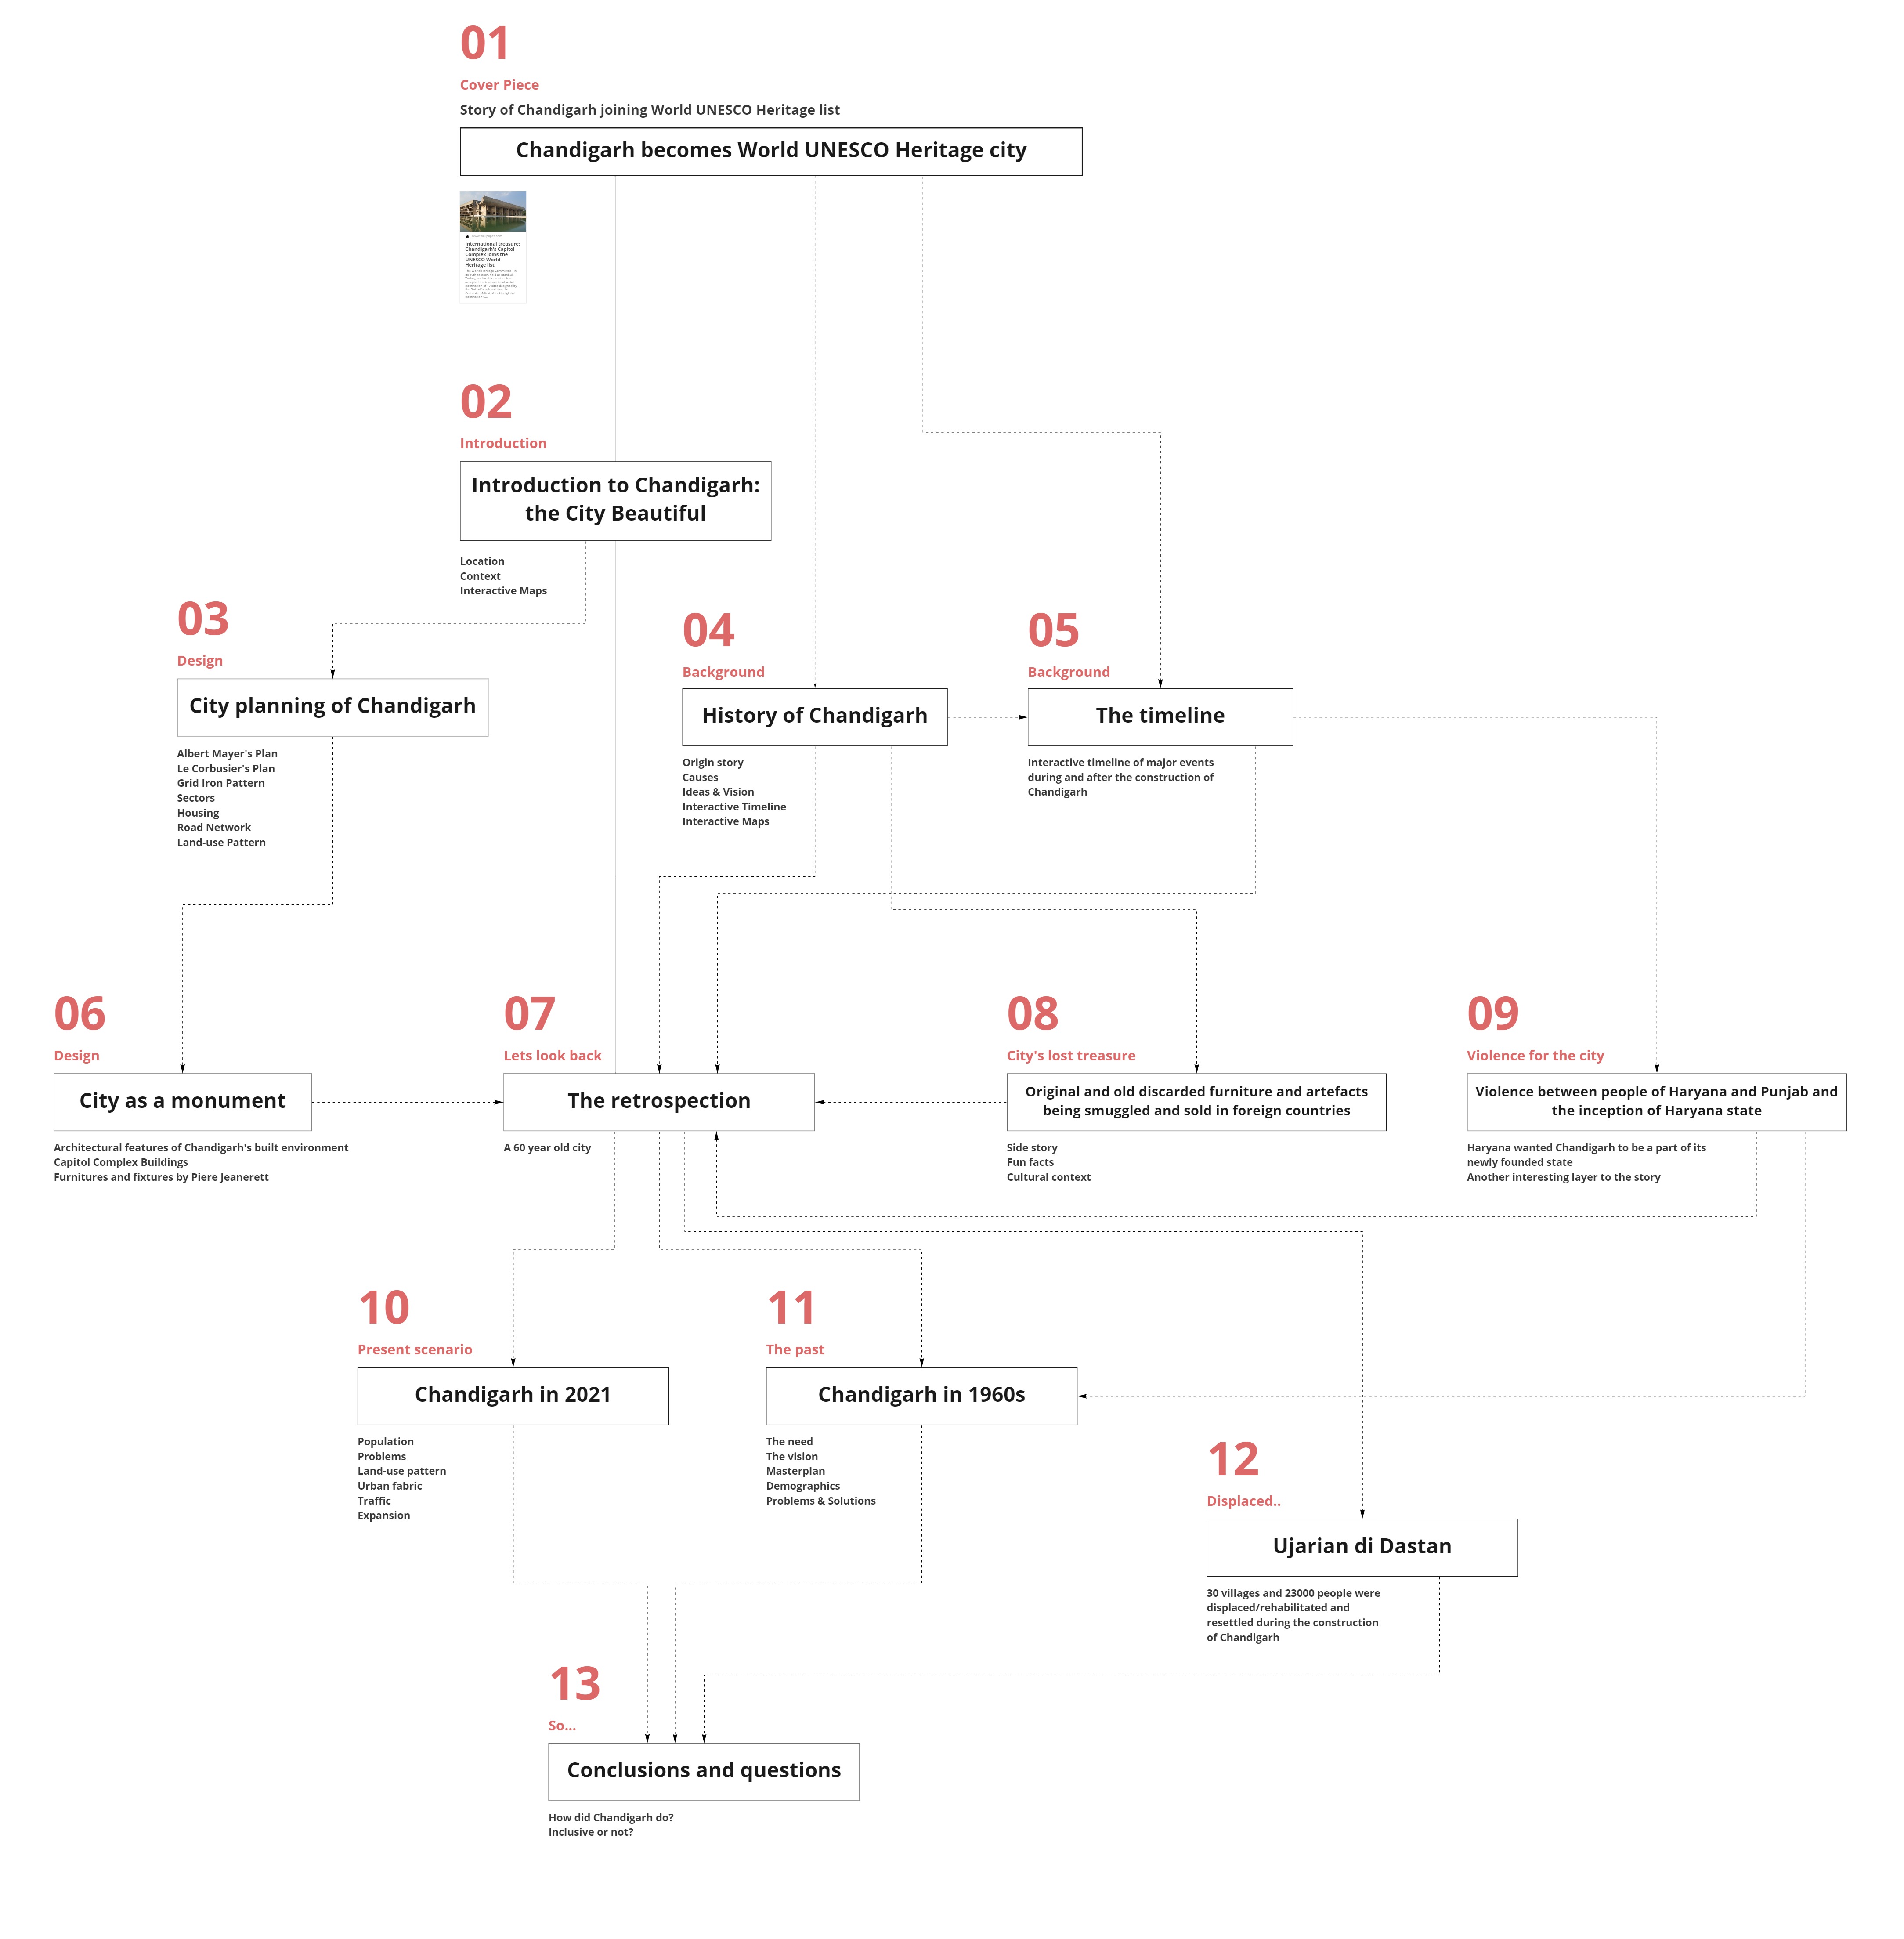 01
Cover Piece
Story of Chandigarh joining World UNESCO Heritage list
Chandigarh becomes World UNESCO Heritage city
International treasure:
Chandigarh's Capitol
Complex joins the
UNESCO World
Heritage list
02
Introduction
Introduction to Chandigarh:
the City Beautiful
Location
Context
Interactive Maps
03
Design
City planning of Chandigarh
Albert Mayer's Plan
Le Corbusier's Plan
Grid Iron Pattern
Sectors
Housing
Road Network
Land-use Pattern
04
Background
History of Chandigarh
Origin story
Causes
Ideas & Vision
Interactive Timeline
Interactive Maps
05
Background
The timeline
Interactive timeline of major events
during and after the construction of
Chandigarh
06
Design
City as a monument
Architectural features of Chandigarh's built environment
Capitol Complex Buildings
Furnitures and fixtures by Piere Jeanerett
07
Lets look back
The retrospection
A 60 year old city
08
City's lost treasure
Original and old discarded furniture and artefacts
being smuggled and sold in foreign countries
Side story
Fun facts
Cultural context
09
Violence for the city
Violence between people of Haryana and Punjab and
the inception of Haryana state
Haryana wanted Chandigarh to be a part of its
newly founded state
Another interesting layer to the story
10
Present scenario
Chandigarh in 2021
Population
Problems
Land-use pattern
Urban fabric
Traffic
Expansion
11
The past
Chandigarh in 1960s
The need
The vision
Masterplan
Demographics
Problems & Solutions
12
Displaced..
Ujarian di Dastan
30 villages and 23000 people were
displaced/rehabilitated and
resettled during the construction
of Chandigarh
13
So...
Conclusions and questions
How did Chandigarh do?
Inclusive or not?